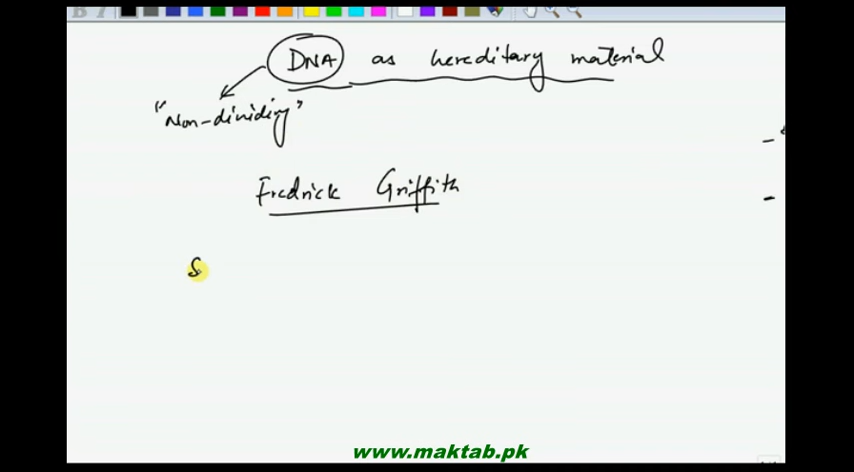 DNA as hereditary material
"Non-dividing"
Fredrick Griffith
S
www.maktab.pk